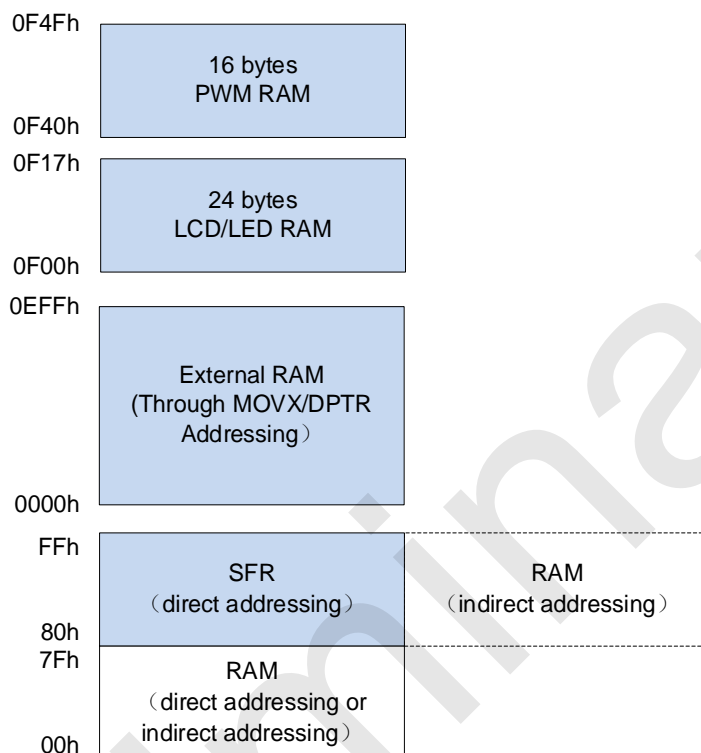 0F4Fh
16 bytes
PWM RAM
0F40h
0F17h
24 bytes
LCD/LED RAM
0F00h
0EFFh
External RAM
(Through MOVX/DPTR
Addressing）
0000h
FFh
SFR
（direct addressing）
RAM
（indirect addressing）
80h
7Fh
RAM
（direct addressing or
indirect addressing）
00h